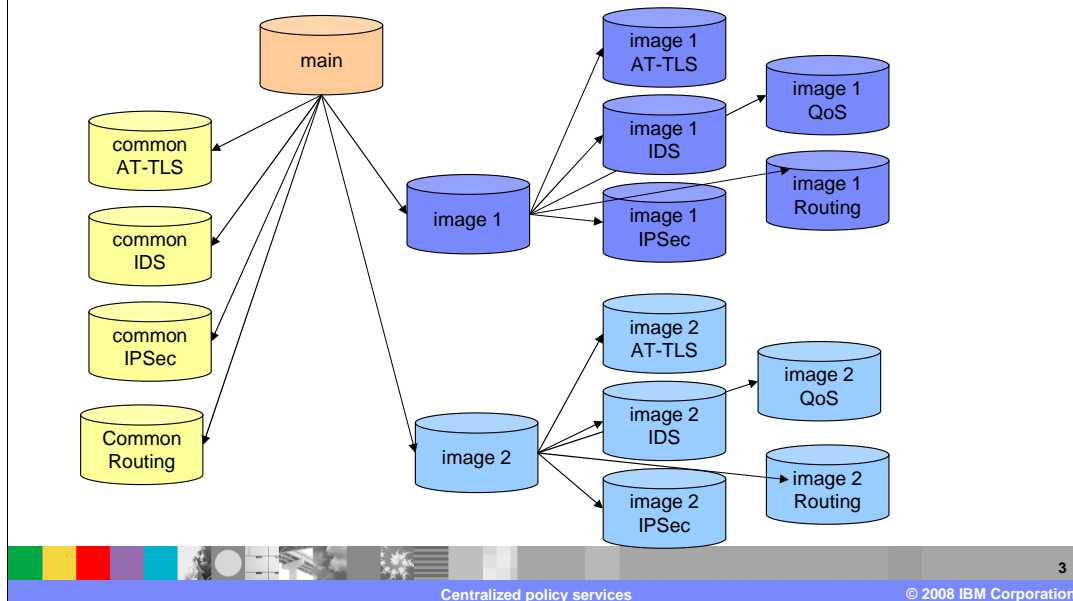 main
common
AT-TLS
common
IDS
common
IPSec
Common
Routing
image 1
image 1
AT-TLS
image 1
IDS
image 1
IPSec
image 1
QoS
image 1
Routing
image 2
image 2
AT-TLS
image 2
IDS
image 2
IPSec
image 2
QoS
image 2
Routing
3
Centralized policy services
© 2008 IBM Corporation